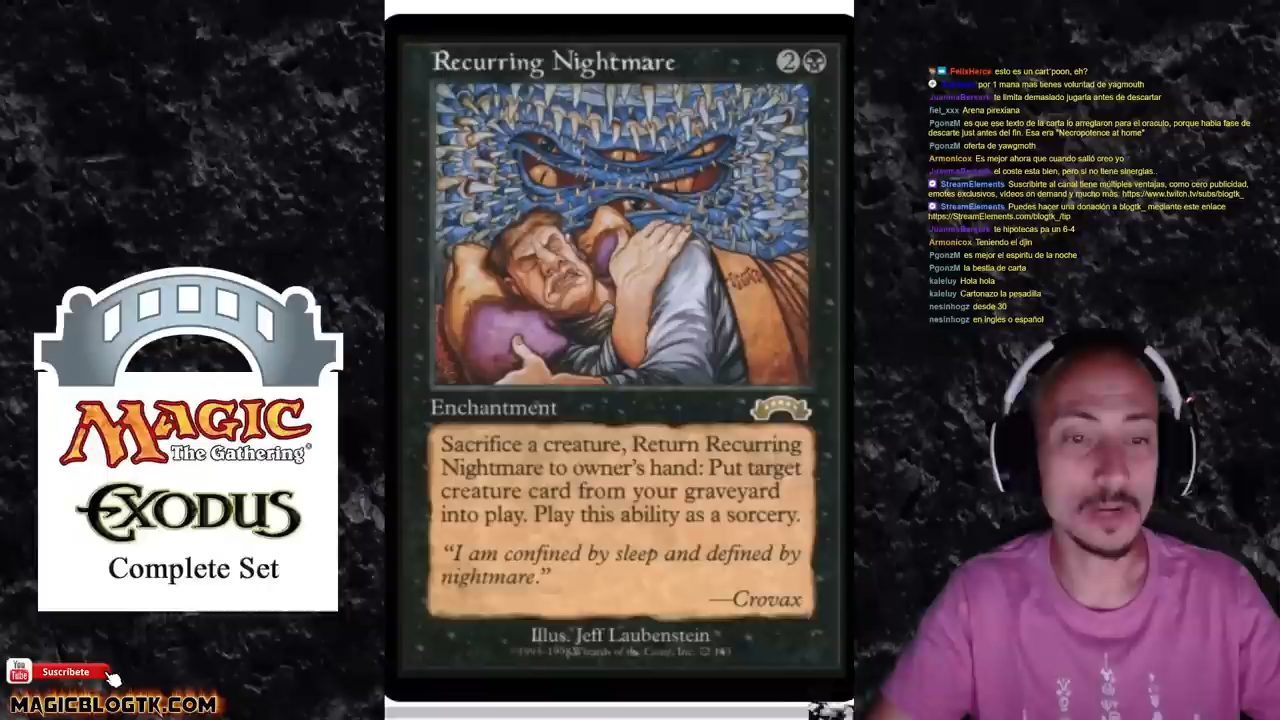 Recurring Nightmare 2
Enchantment
Sacrifice a creature, Return Recurring
Nightmare to owner's hand: Put target
creature card from your graveyard
into play. Play this ability as a sorcery.
“I am confined by sleep and defined by
nightmare.”
—Crovax
Illus. Jeff Laubenstein
MAGIC
The Gathering®
EXODUS
Complete Set
You
Tube
Suscríbete
MAGICBLOGTK.COM
FelixHerce esto es un cart´poon, eh?
por 1 mana mas tienes voluntad de yagmouth
te limita demasiado jugarla antes de descartar
fiel_xxx Arena pirexiana
PgonzM es que ese texto de la carta lo arreglaron para el oraculo, porque habia fase de
descarte just antes del fin. Esa era "Necropotence at home"
PgonzM oferta de yawgmoth
Armonicox Es mejor ahora que cuando salió creo yo
el coste esta bien, pero si no tiene sinergias..
StreamElements Suscribirte al canal tiene múltiples ventajas, como cero publicidad,
emotes exclusivos, vídeos on demand y mucho más: https://www.twitch.tv/subs/blogtk_
StreamElements Puedes hacer una donación a blogtk_ mediante este enlace
https://StreamElements.com/blogtk_/tip
te hipotecas pa un 6-4
Armonicox Teniendo el djin
PgonzM es mejor el espiritu de la noche
PgonzM la bestia de carta
kaleluy Hola hola
kaleluy Cartonazo la pesadilla
nesinhogz desde 30
nesinhogz en ingles o español